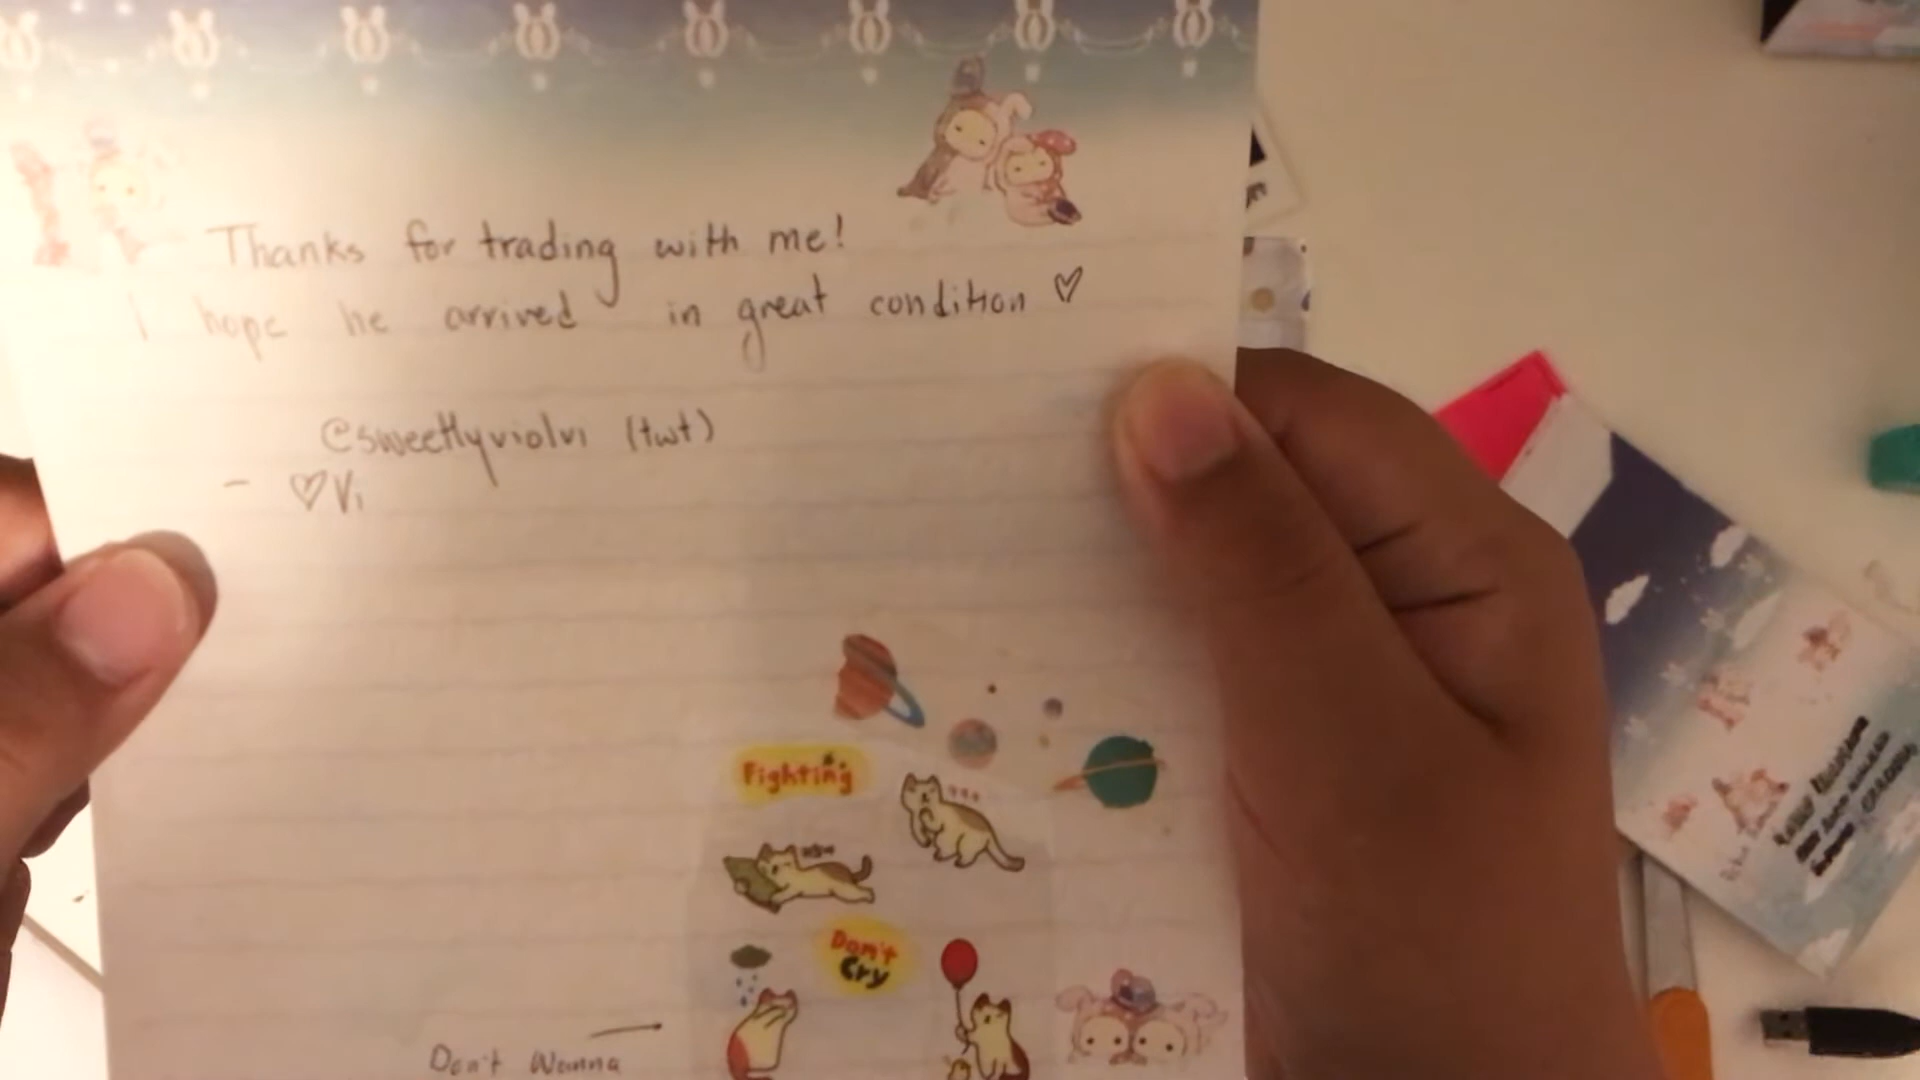 Thanks for trading with me!
I hope he arrived in great condition ♡
@sweetlyviolvi (twt)
- ♡ Vi
Fighting
Don't
Cry
Don't Wanna